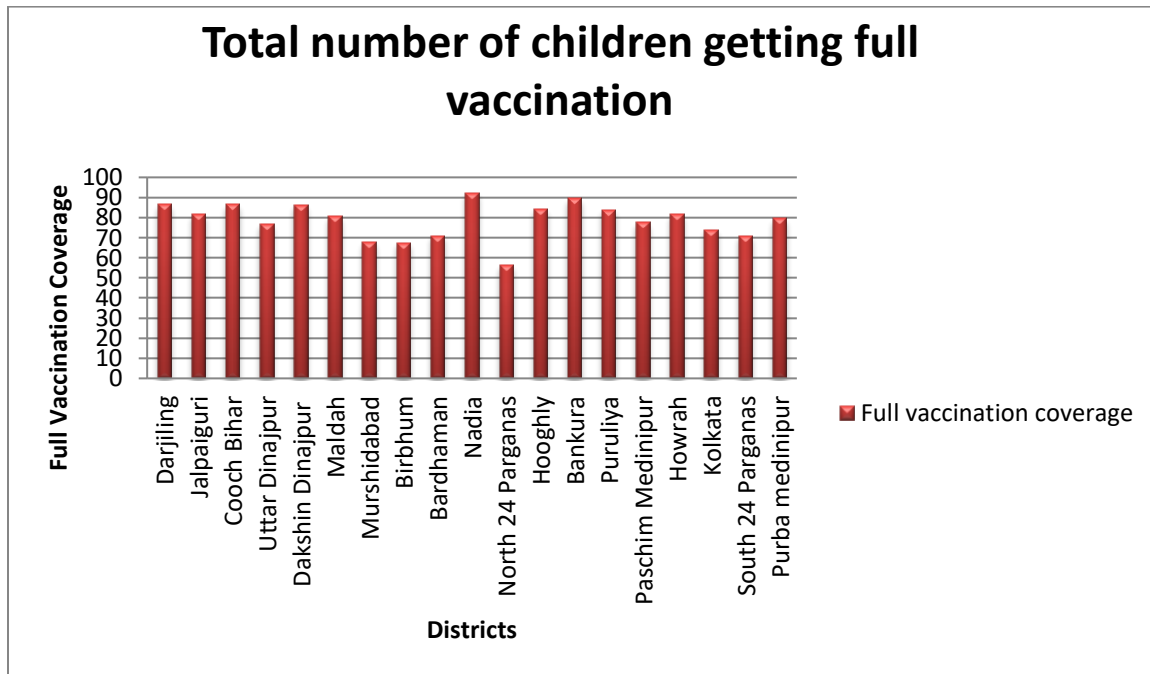 Total number of children getting full
vaccination
Full Vaccination Coverage
100
90
80
70
60
50
40
30
20
10
0
Darjiling
Jalpaiguri
Cooch Bihar
Uttar Dinajpur
Dakshin Dinajpur
Maldah
Murshidabad
Birbhum
Bardhaman
Nadia
North 24 Parganas
Hooghly
Bankura
Puruliya
Paschim Medinipur
Howrah
Kolkata
South 24 Parganas
Purba medinipur
Districts
Full vaccination coverage